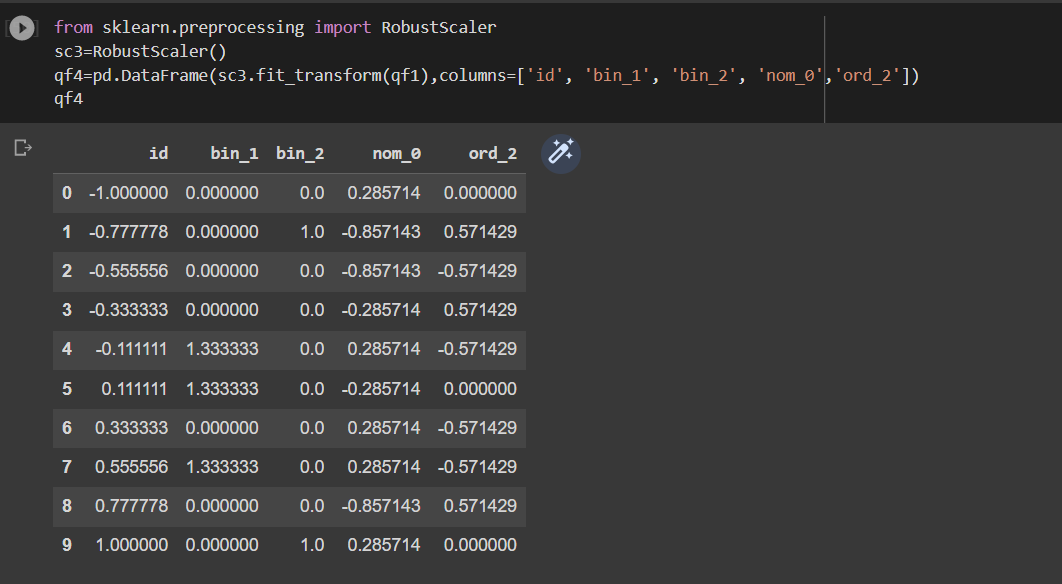 from sklearn.preprocessing import RobustScaler
sc3=RobustScaler()
qf4=pd.DataFrame(sc3.fit_transform(qf1),columns=['id', 'bin_1', 'bin_2', 'nom_0','ord_2'])
qf4
id bin_1 bin_2 nom_0 ord_2
0 -1.000000 0.000000 0.0 0.285714 0.000000
1 -0.777778 0.000000 1.0 -0.857143 0.571429
2 -0.555556 0.000000 0.0 -0.857143 -0.571429
3 -0.333333 0.000000 0.0 -0.285714 0.571429
4 -0.111111 1.333333 0.0 0.285714 -0.571429
5 0.111111 1.333333 0.0 -0.285714 0.000000
6 0.333333 0.000000 0.0 0.285714 -0.571429
7 0.555556 1.333333 0.0 0.285714 -0.571429
8 0.777778 0.000000 0.0 -0.857143 0.571429
9 1.000000 0.000000 1.0 0.285714 0.000000